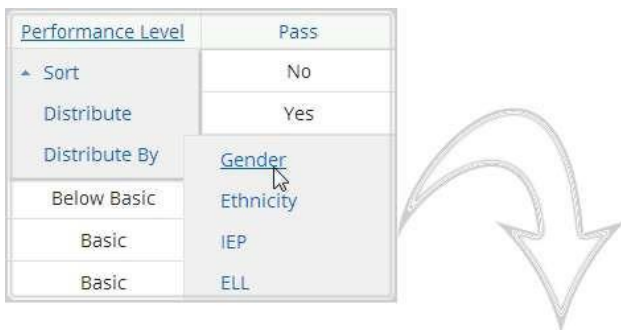 Performance Level Pass
Sort No
Distribute Yes
Distribute By
Gender
Below Basic Ethnicity
Basic IEP
Basic ELL